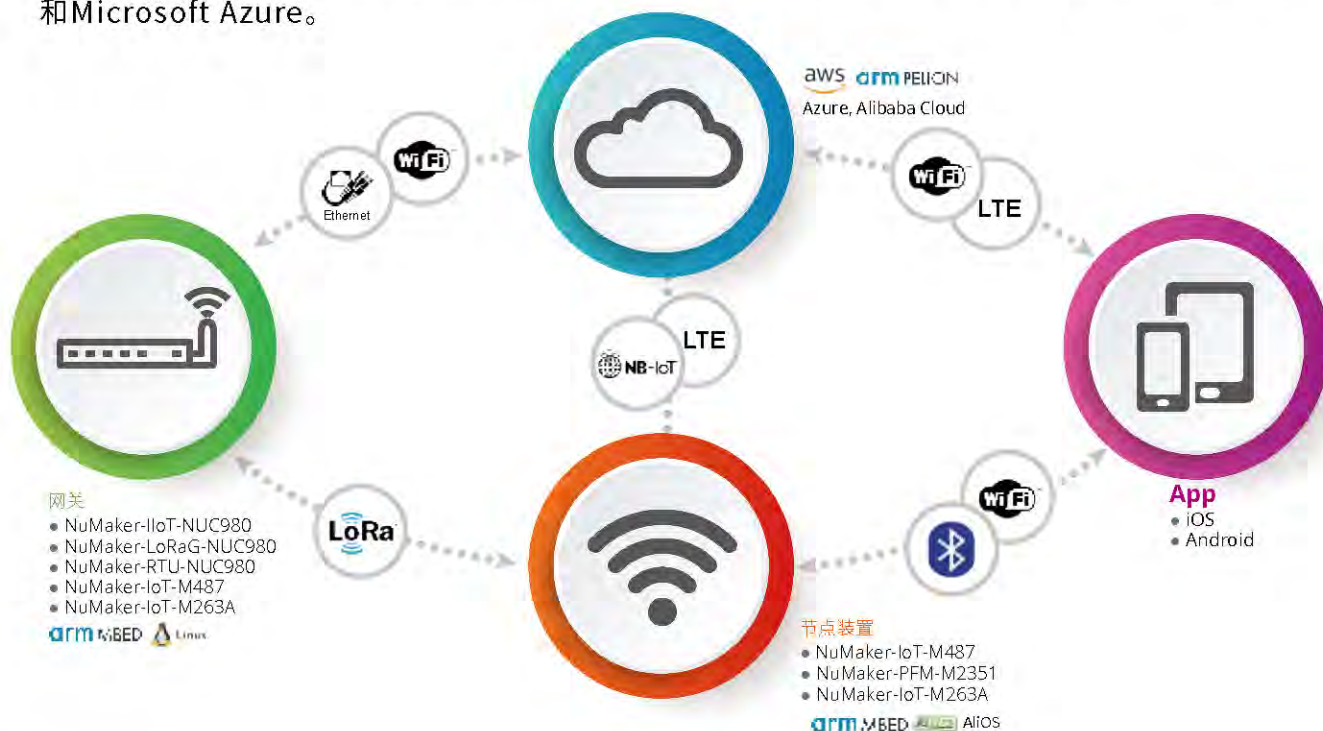 和Microsoft Azure。
aws arm PELION
Azure, Alibaba Cloud
WiFi
Ethernet
WiFi
LTE
LTE
NB-IoT
网关
NuMaker-IIoT-NUC980
NuMaker-LoRaG-NUC980
NuMaker-RTU-NUC980
NuMaker-IoT-M487
NuMaker-IoT-M263A
arm MBED Linux
LoRa
WiFi
App
iOS
Android
节点装置
NuMaker-IoT-M487
NuMaker-PFM-M2351
NuMaker-IoT-M263A
arm MBED AliOS